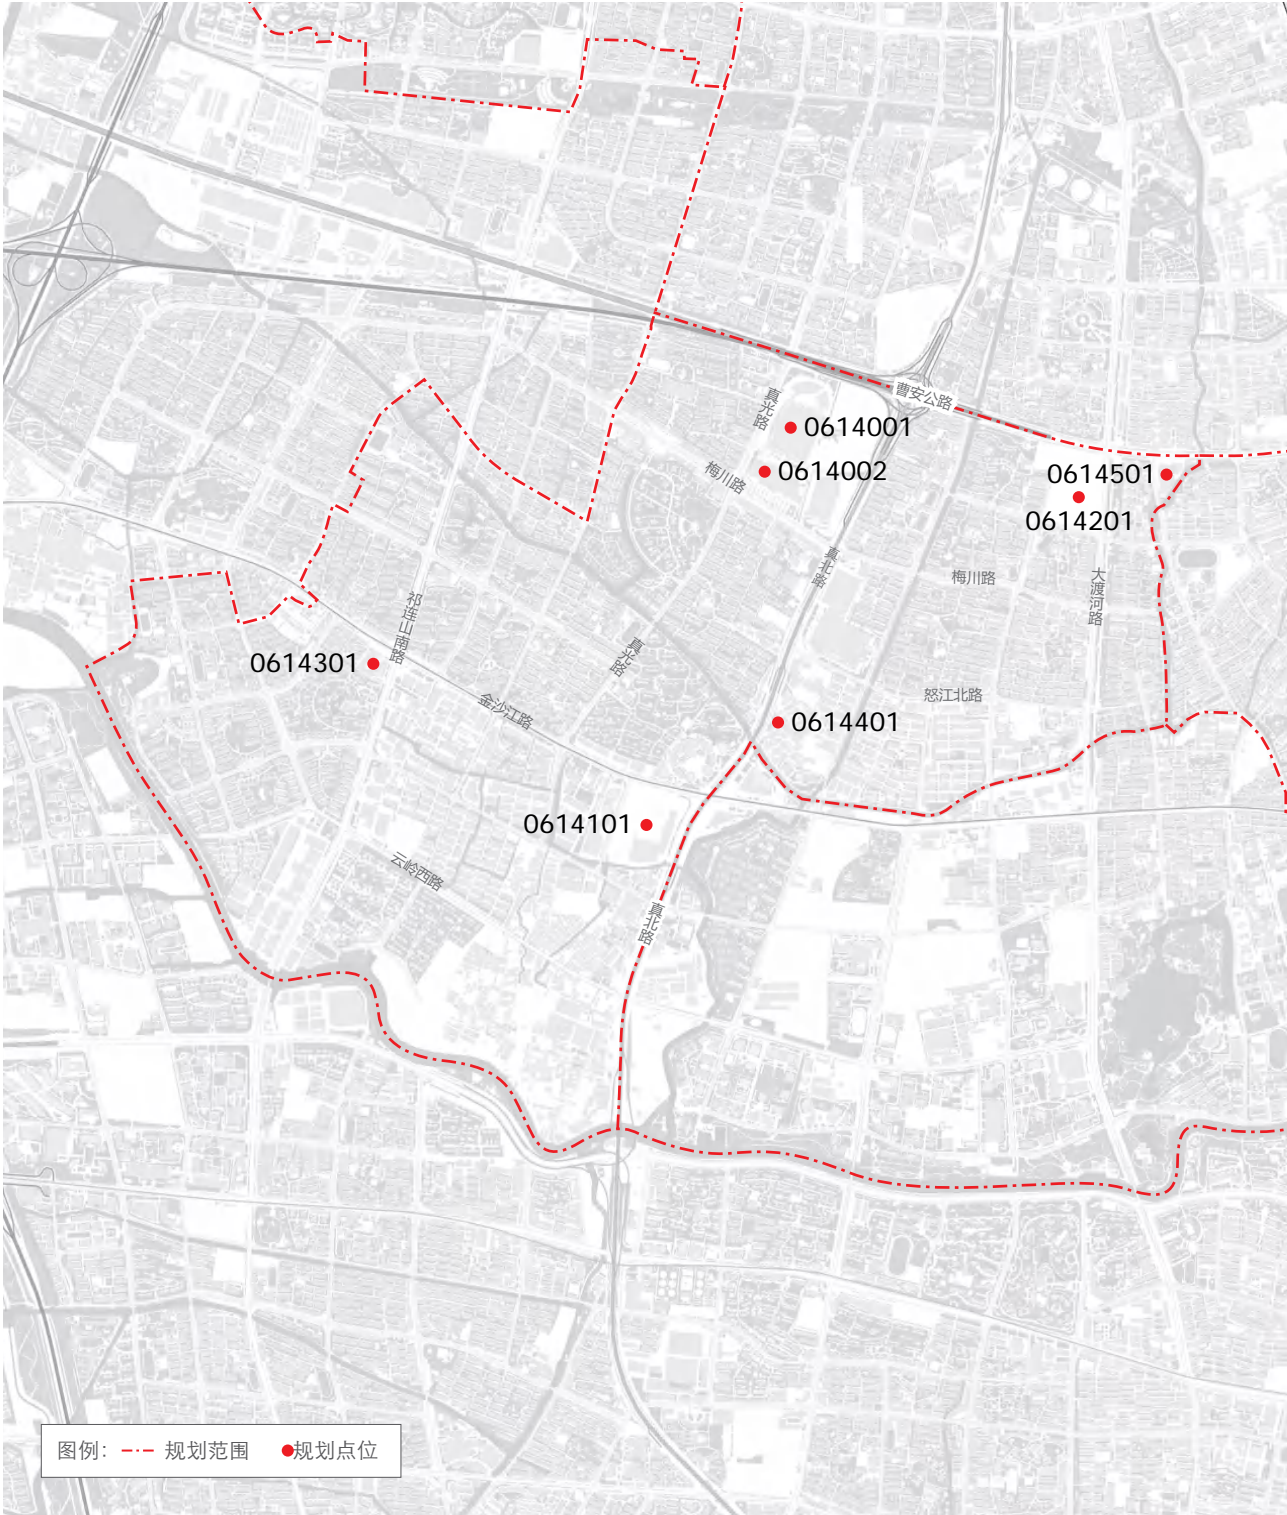 曹安公路
真光路
0614001
梅川路
0614002
0614501
0614201
真北路
梅川路
大渡河路
祁连山南路
真光路
0614301
怒江北路
金沙江路
0614401
0614101
云岭西路
真北路
图例: 规划范围 规划点位